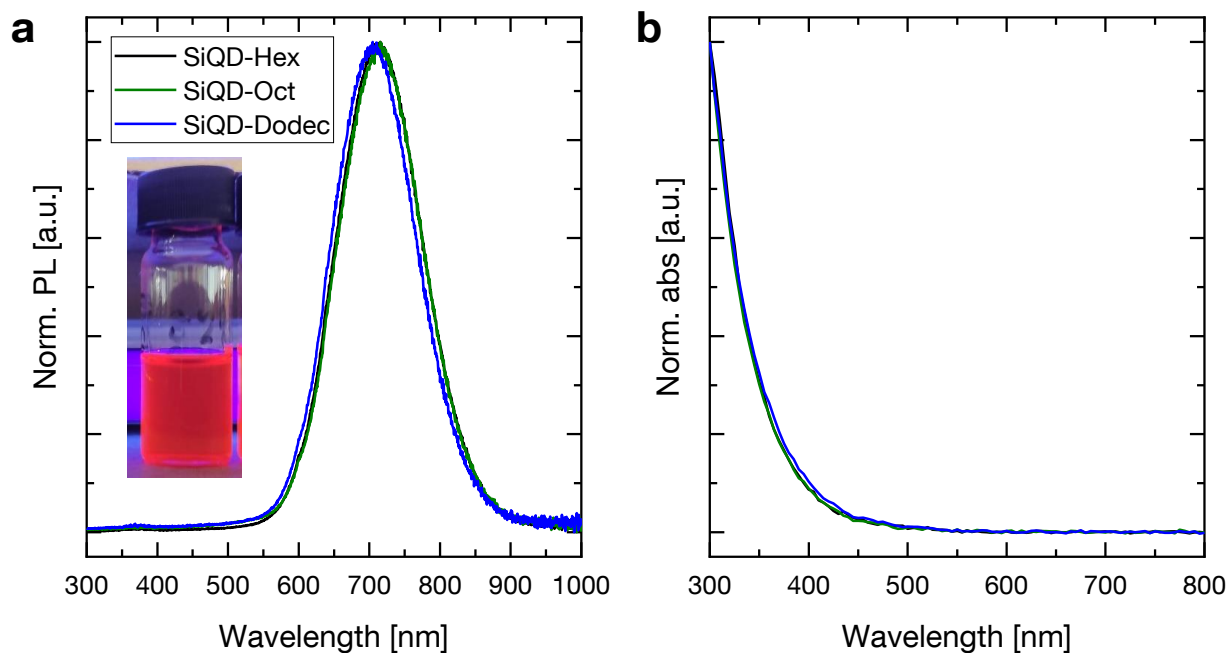 a
SiQD-Hex
SiQD-Oct
SiQD-Dodec
Norm. PL [a.u.]
300 400 500 600 700 800 900 1000
Wavelength [nm]
b
Norm. abs [a.u.]
300 400 500 600 700 800
Wavelength [nm]